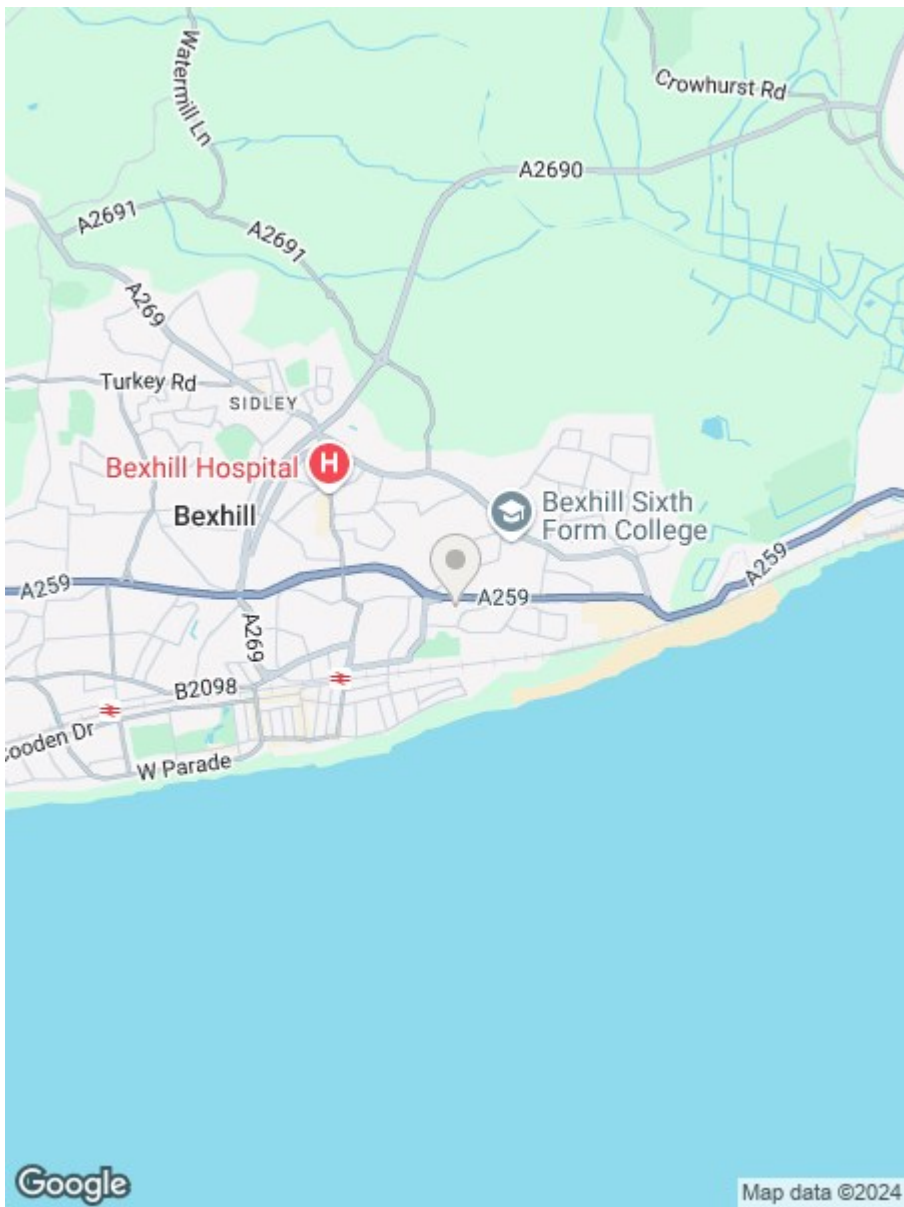 Watermill Ln
Crowhurst Rd
A2690
A2691
A2691
A269
Turkey Rd
SIDLEY
Bexhill Hospital
H
Bexhill Sixth
Form College
Bexhill
A259
A259
A259
A269
B2098
Cooden Dr
W Parade
Google
Map data ©2024